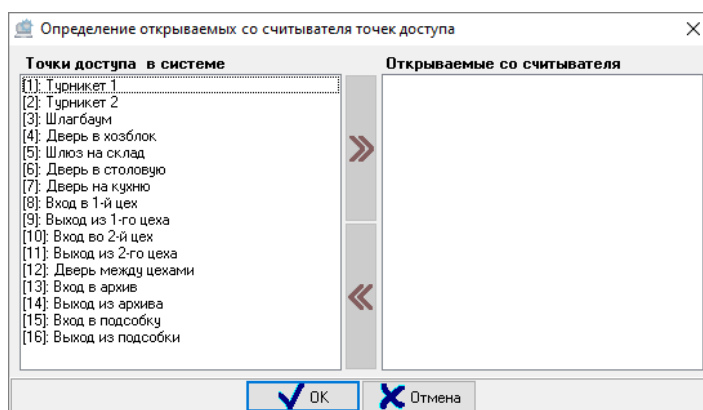 Определение открываемых со считывателя точек доступа
Точки доступа в системе
Открываемые со считывателя
[1]: Турникет 1
[2]: Турникет 2
[3]: Шлагбаум
[4]: Дверь в хозблок
[5]: Шлюз на склад
[6]: Дверь в столовую
[7]: Дверь на кухню
[8]: Вход в 1-й цех
[9]: Выход из 1-го цеха
[10]: Вход во 2-й цех
[11]: Выход из 2-го цеха
[12]: Дверь между цехами
[13]: Вход в архив
[14]: Выход из архива
[15]: Вход в подсобку
[16]: Выход из подсобки
OK
Отмена